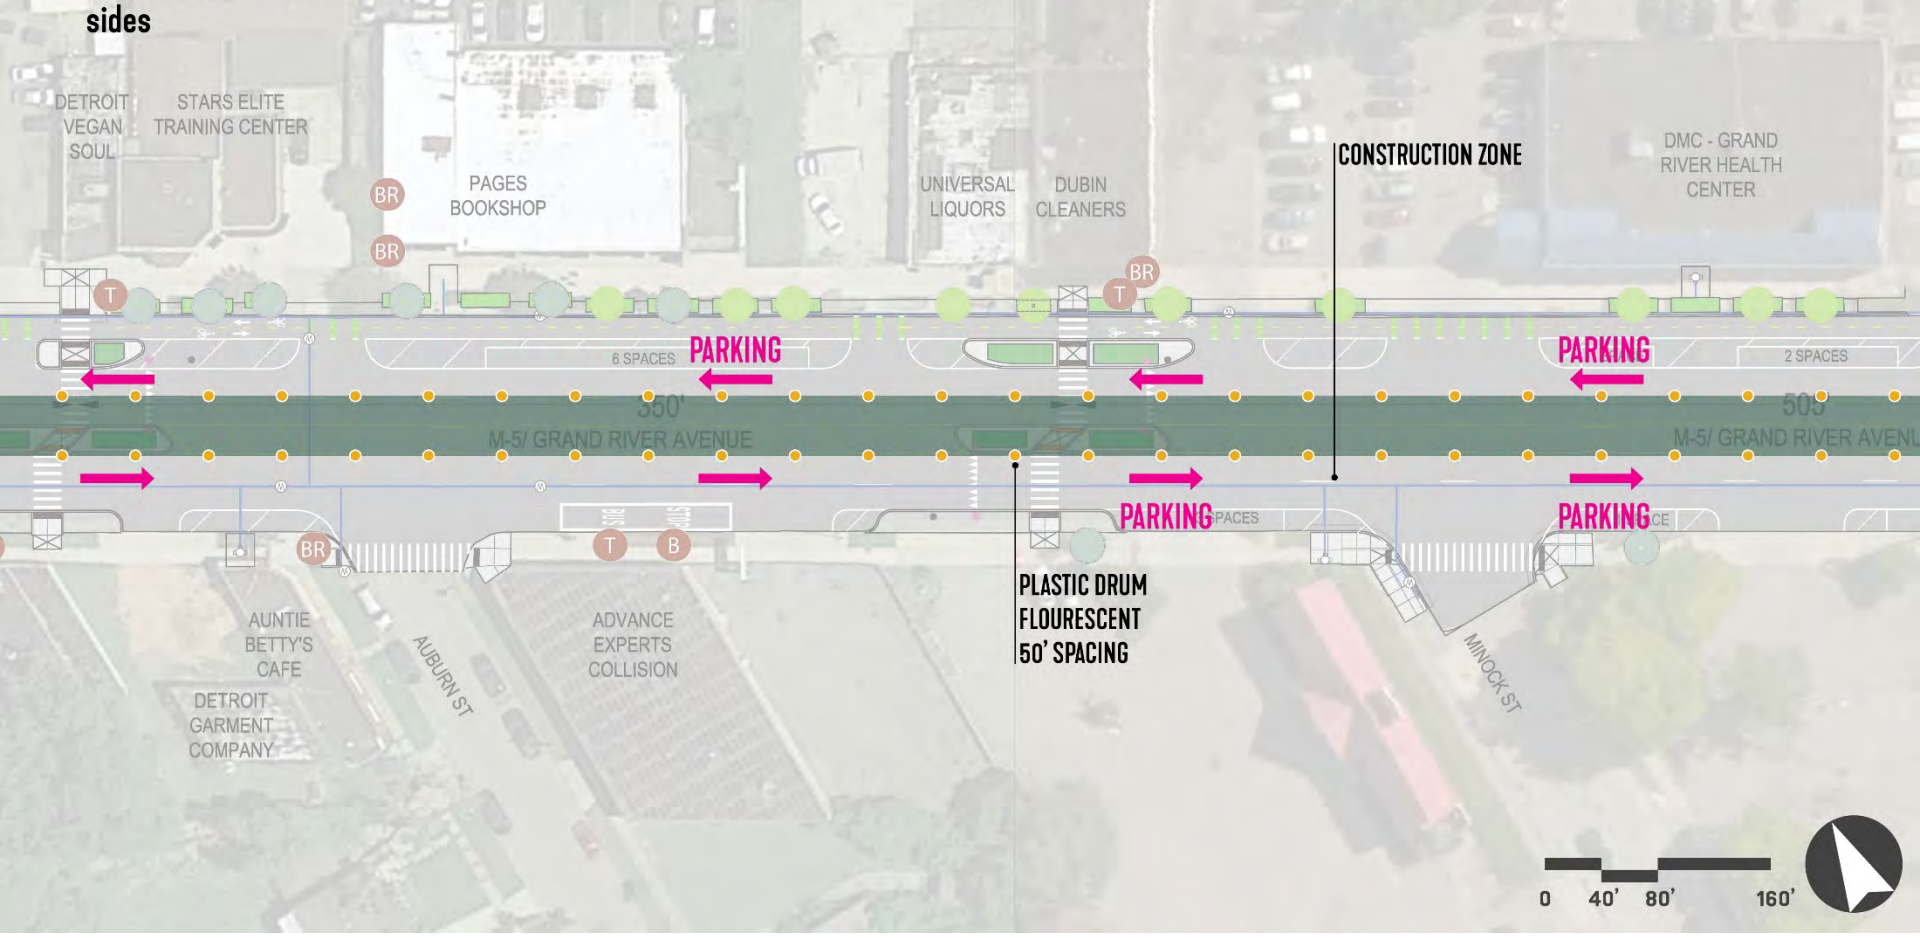 sides
DETROIT
VEGAN
SOUL
STARS ELITE
TRAINING CENTER
BR
BR
PAGES
BOOKSHOP
UNIVERSAL
LIQUORS
DUBIN
CLEANERS
CONSTRUCTION ZONE
DMC - GRAND
RIVER HEALTH
CENTER
T
BR
T
6 SPACES
PARKING
PARKING
2 SPACES
350'
M-5/ GRAND RIVER AVENUE
505'
M-5/ GRAND RIVER AVENU
BUS
STOP
PARKING
SPACES
PARKING
BR
T
B
PLASTIC DRUM
FLOURESCENT
50' SPACING
AUNTIE
BETTY'S
CAFE
DETROIT
GARMENT
COMPANY
AUBURN ST
ADVANCE
EXPERTS
COLLISION
MINOCK ST
0 40' 80' 160'